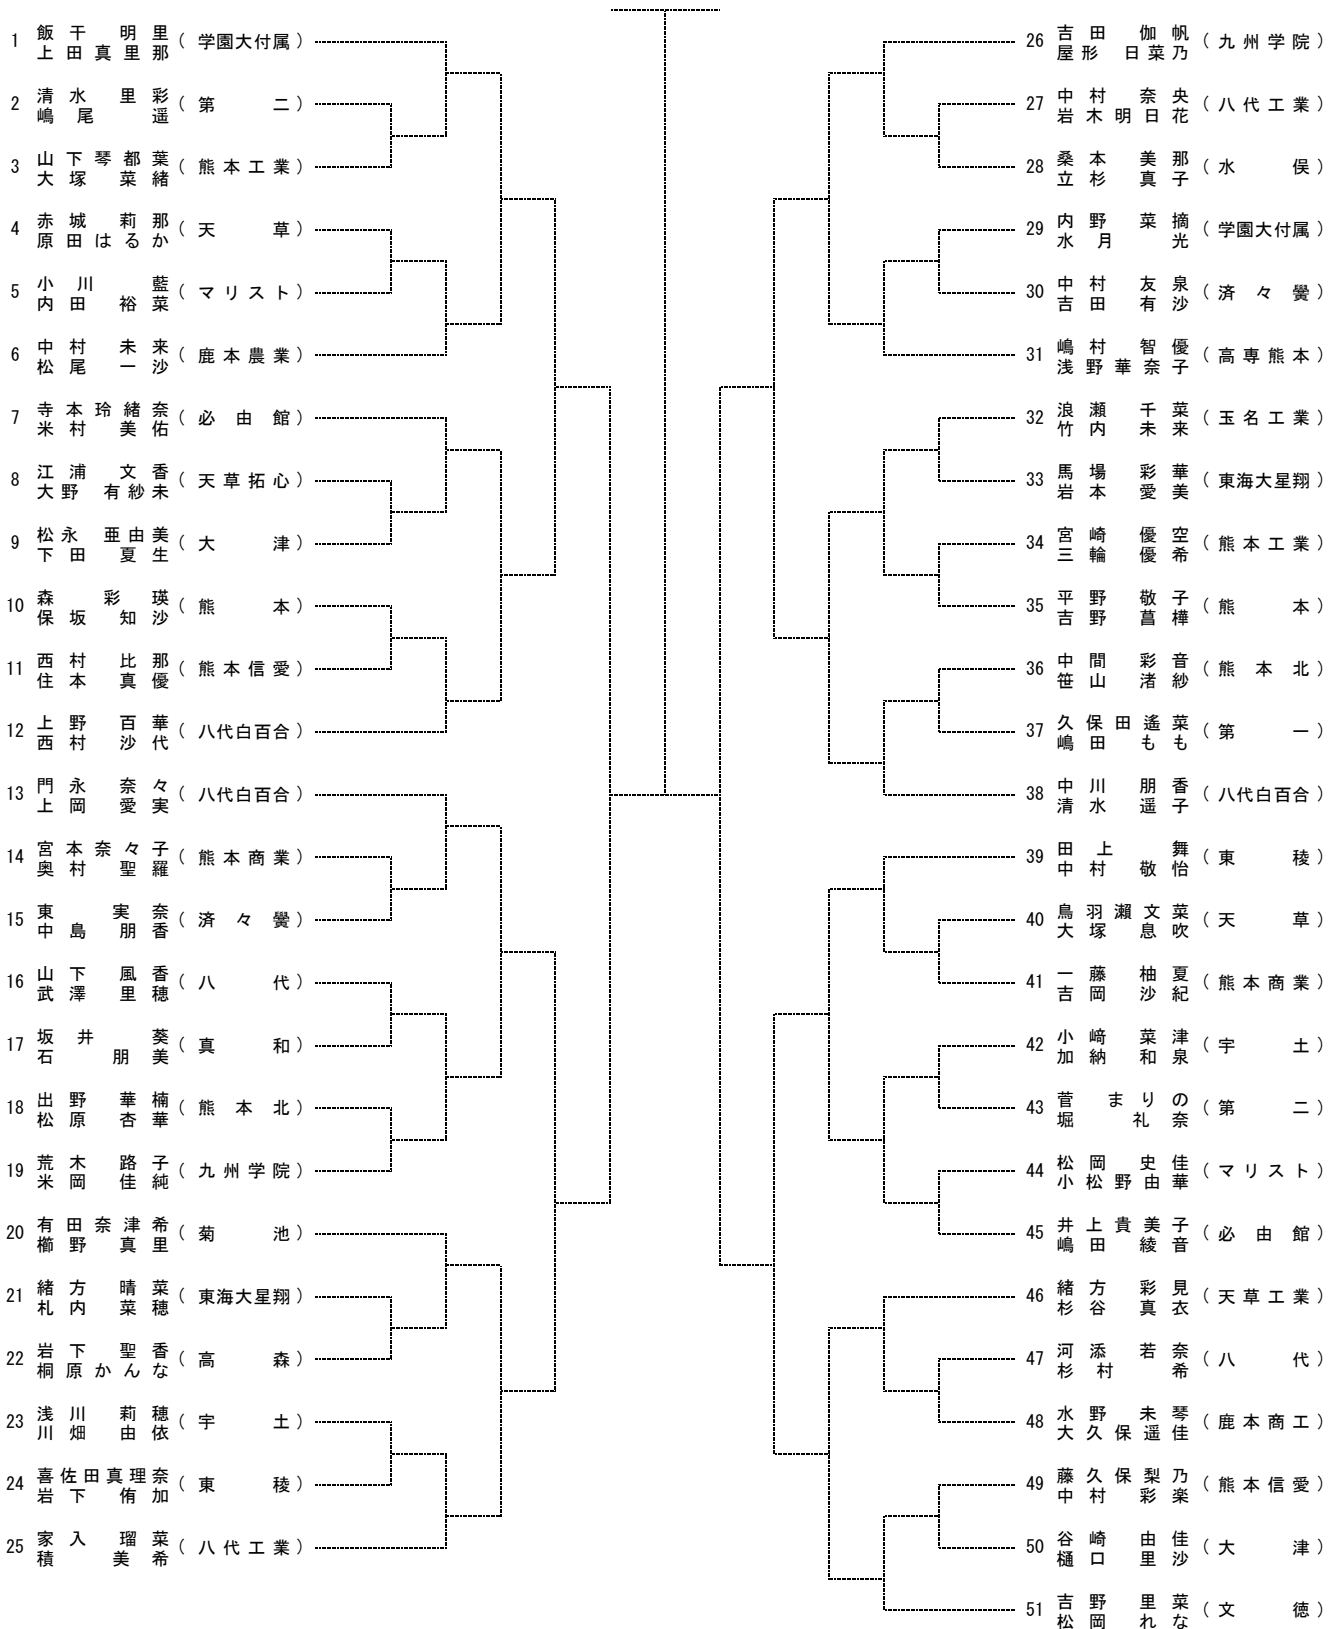 1 飯干 明里 (学園大付属)
上田真里那
2 清水 里彩 (第二)
嶋尾 遥
3 山下琴都葉 (熊本工業)
大塚 菜緒
4 赤城 莉那 (天草)
原田はるか
5 小川 藍 (マリスト)
内田 裕菜
6 中村 未来 (鹿本農業)
松尾 一沙
7 寺本玲緒奈 (必由館)
米村 美佑
8 江浦 文香 (天草拓心)
大野 有紗未
9 松永 亜由美 (大津)
下田 夏生
10 森 彩瑛 (熊本)
保坂 知沙
11 西村 比那 (熊本信愛)
住本 真優
12 上野 百華 (八代白百合)
西村 沙代
13 門永 奈々 (八代白百合)
上岡 愛実
14 宮本奈々子 (熊本商業)
奥村 聖羅
15 東 実奈 (済々黌)
中島 朋香
16 山下 風香 (八代)
武澤 里穂
17 坂井 葵 (真和)
石 朋美
18 出野 華楠 (熊本北)
松原 杏華
19 荒木 路子 (九州学院)
米岡 佳純
20 有田奈津希 (菊池)
櫛野 真里
21 緒方 晴菜 (東海大星翔)
札内 菜穂
22 岩下 聖香 (高森)
桐原かんな
23 浅川 莉穂 (宇土)
川畑 由依
24 喜佐田真理奈 (東稜)
岩下 侑加
25 家入 瑠菜 (八代工業)
積 美希
26 吉田 伽帆 (九州学院)
屋形 日菜乃
27 中村 奈央 (八代工業)
岩木明日花
28 桑本 美那 (水俣)
立杉 真子
29 内野 菜摘 (学園大付属)
水月 光
30 中村 友泉 (済々黌)
吉田 有沙
31 嶋村 智優 (高専熊本)
浅野華奈子
32 浪瀬 千菜 (玉名工業)
竹内 未来
33 馬場 彩華 (東海大星翔)
岩本 愛美
34 宮崎 優空 (熊本工業)
三輪 優希
35 平野 敬子 (熊本)
吉野 菖樺
36 中間 彩音 (熊本北)
笹山 渚紗
37 久保田遙菜 (第一)
嶋田 もも
38 中川 朋香 (八代白百合)
清水 遥子
39 田上 舞 (東稜)
中村 敬怡
40 鳥羽瀬文菜 (天草)
大塚 息吹
41 一藤 柚夏 (熊本商業)
吉岡 沙紀
42 小﨑 菜津 (宇土)
加納 和泉
43 菅 まりの (第二)
堀 礼奈
44 松岡 史佳 (マリスト)
小松野由華
45 井上貴美子 (必由館)
嶋田 綾音
46 緒方 彩見 (天草工業)
杉谷 真衣
47 河添 若奈 (八代)
杉村 希
48 水野 未琴 (鹿本商工)
大久保遥佳
49 藤久保梨乃 (熊本信愛)
中村 彩楽
50 谷崎 由佳 (大津)
樋口 里沙
51 吉野 里菜 (文徳)
松岡 れな